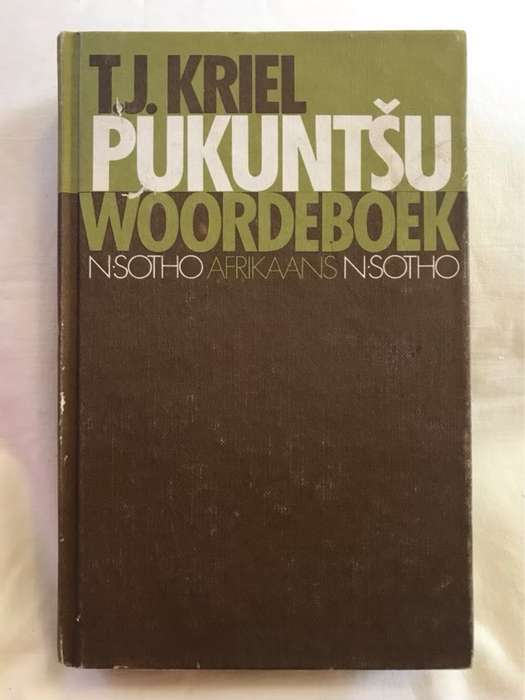 T.J. KRIEL
PUKUNTŠU
WOORDEBOEK
N-SOTHO AFRIKAANS N-SOTHO